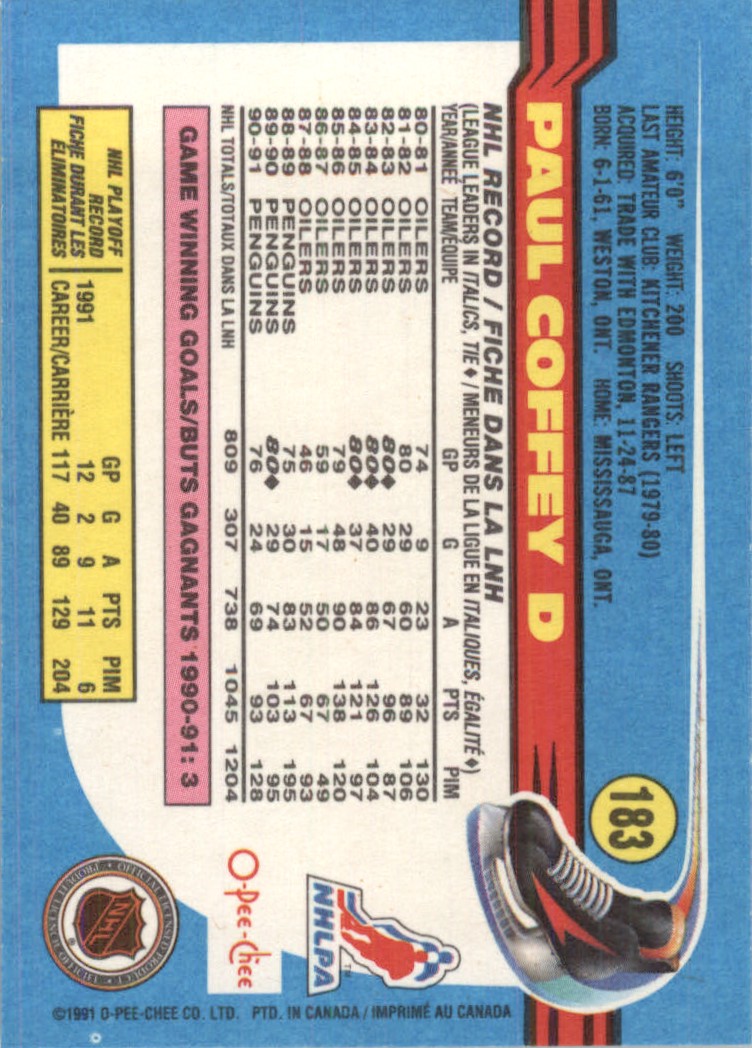 HEIGHT: 6'0" WEIGHT: 200 SHOOTS: LEFT
LAST AMATEUR CLUB: KITCHENER RANGERS (1979-80)
ACQUIRED: TRADE WITH EDMONTON, 11-24-87
BORN: 6-1-61, WESTON, ONT. HOME: MISSISSAUGA, ONT.
183
PAUL COFFEY D
NHL RECORD / FICHE DANS LA LNH
(LEAGUE LEADERS IN ITALICS, TIE♦ / MENEURS DE LA LIGUE EN ITALIQUES, ÉGALITÉ♦)
YEAR/ANNEÉ TEAM/ÉQUIPE GP G A PTS PIM
80-81 OILERS 74 9 23 32 130
81-82 OILERS 80 29 60 89 106
82-83 OILERS 80♦ 29 67 96 87
83-84 OILERS 80♦ 40 86 126 104
84-85 OILERS 80♦ 37 84 121 97
85-86 OILERS 79 48 90 138 120
86-87 OILERS 59 17 50 67 49
87-88 OILERS 46 15 52 67 93
88-89 PENGUINS 75 30 83 113 195
89-90 PENGUINS 80♦ 29 74 103 95
90-91 PENGUINS 76 24 69 93 128
NHL TOTALS/TOTAUX DANS LA LNH 809 307 738 1045 1204
GAME WINNING GOALS/BUTS GAGNANTS 1990-91: 3
NHL PLAYOFF RECORD
FICHE DURANT LES ÉLIMINATOIRES
GP G A PTS PIM
1991 12 2 9 11 6
CAREER/CARRIÈRE 117 40 89 129 204
NHLPA
TM
O-Pee-Chee
OFFICIAL LICENSED PRODUCT
NHL
®
©1991 O-PEE-CHEE CO. LTD. PTD. IN CANADA / IMPRIMÉ AU CANADA